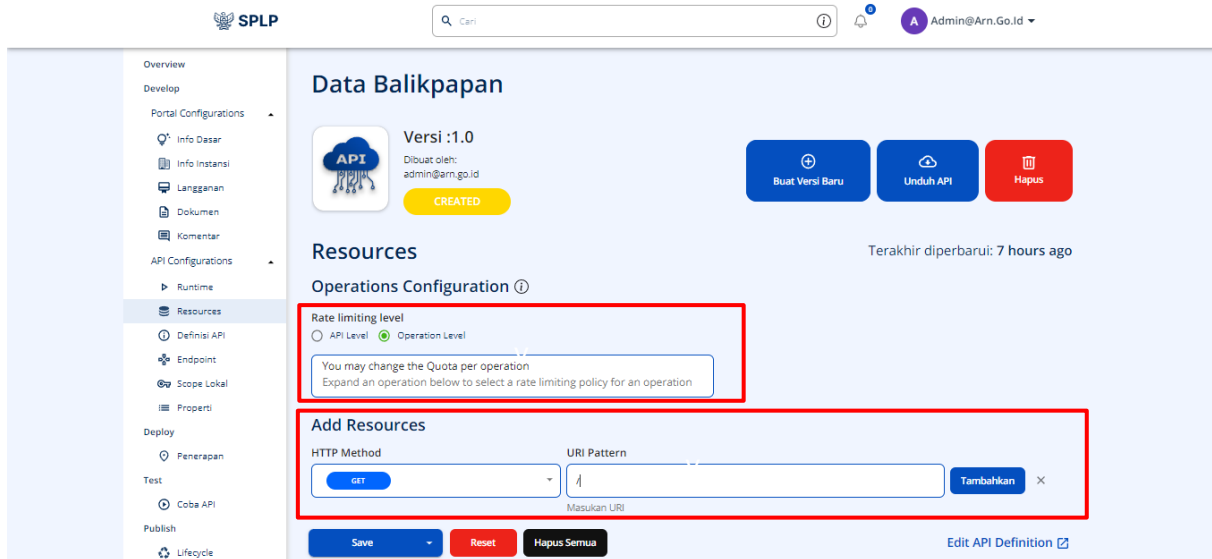 SPLP
Cari
0
A
Admin@Arn.Go.Id
Overview
Develop
Portal Configurations
Info Dasar
Info Instansi
Langganan
Dokumen
Komentar
API Configurations
Runtime
Resources
Definisi API
Endpoint
Scope Lokal
Properti
Deploy
Penerapan
Test
Coba API
Publish
Lifecycle
Data Balikpapan
API
Versi :1.0
Dibuat oleh:
admin@arn.go.id
CREATED
Buat Versi Baru
Unduh API
Hapus
Resources
Terakhir diperbarui: 7 hours ago
Operations Configuration
Rate limiting level
API Level
Operation Level
You may change the Quota per operation
Expand an operation below to select a rate limiting policy for an operation
Add Resources
HTTP Method
URI Pattern
GET
/
Tambahkan
Masukan URI
Save
Reset
Hapus Semua
Edit API Definition